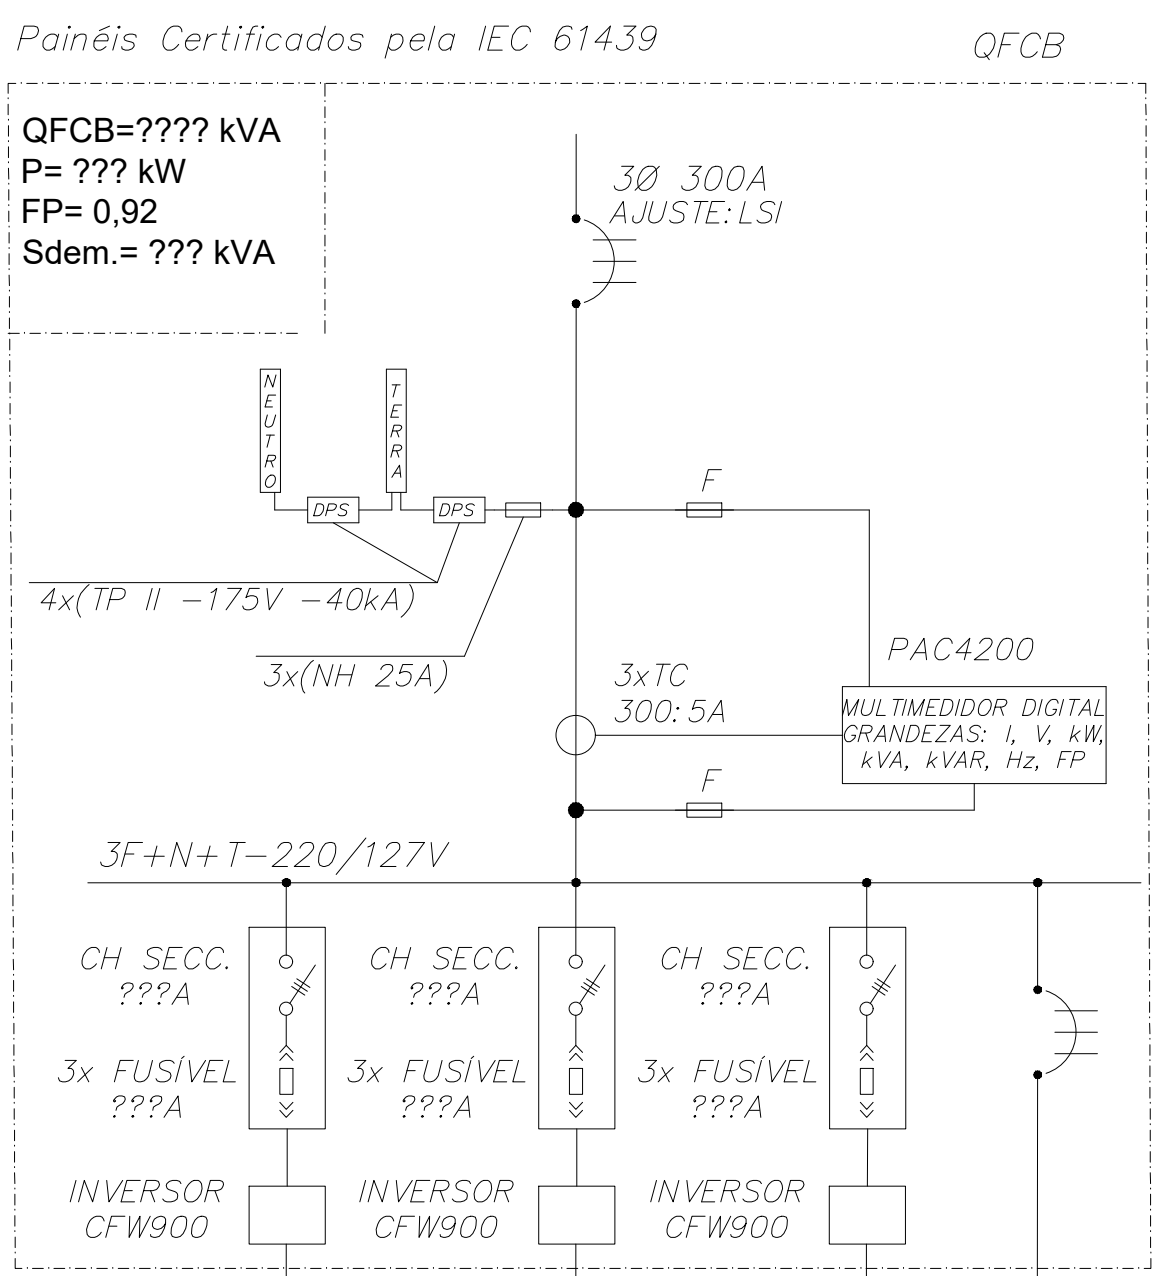 Painéis Certificados pela IEC 61439
QFCB
QFCB=???? kVA
P= ??? kW
FP= 0,92
Sdem.= ??? kVA
3Ø 300A
AJUSTE: LSI
NEUTRO
TERRA
F
DPS
DPS
4x(TP II -175V -40kA)
3x(NH 25A)
PAC4200
3xTC
300: 5A
MULTIMEDIDOR DIGITAL
GRANDEZAS: I, V, kW,
kVA, kVAR, Hz, FP
F
3F+N+T-220/127V
CH SECC.
???A
3x FUSÍVEL
???A
INVERSOR
CFW900
CH SECC.
???A
3x FUSÍVEL
???A
INVERSOR
CFW900
CH SECC.
???A
3x FUSÍVEL
???A
INVERSOR
CFW900